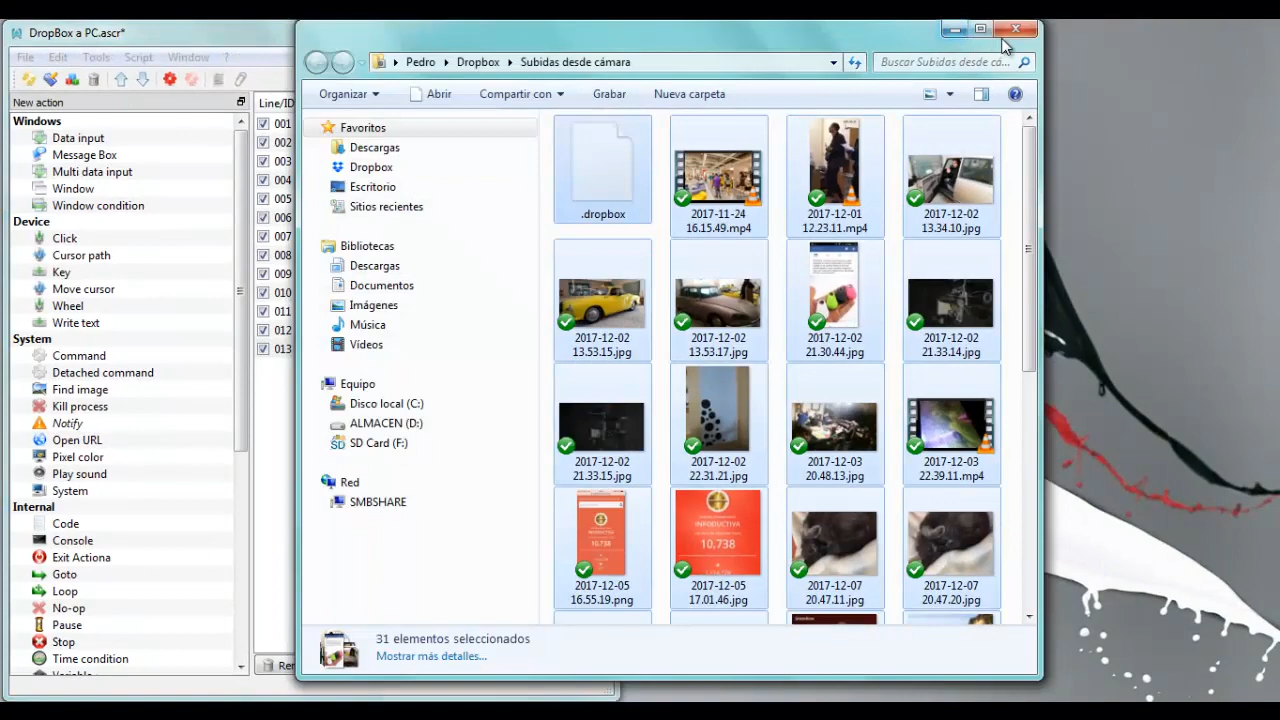 DropBox a PC.ascr*
File Edit Tools Script Window
New action
Windows
Data input
Message Box
Multi data input
Window
Window condition
Device
Click
Cursor path
Key
Move cursor
Wheel
Write text
System
Command
Detached command
Find image
Kill process
Notify
Open URL
Pixel color
Play sound
System
Internal
Code
Console
Exit Actiona
Goto
Loop
No-op
Pause
Stop
Time condition
Line/ID
001
002
003
004
005
006
007
008
009
010
011
012
013
Pedro Dropbox Subidas desde cámara
Buscar Subidas desde cá...
Organizar Abrir Compartir con Grabar Nueva carpeta
Favoritos
Descargas
Dropbox
Escritorio
Sitios recientes
Bibliotecas
Descargas
Documentos
Imágenes
Música
Vídeos
Equipo
Disco local (C:)
ALMACEN (D:)
SD Card (F:)
Red
SMBSHARE
.dropbox
2017-11-24
16.15.49.mp4
2017-12-01
12.23.11.mp4
2017-12-02
13.34.10.jpg
2017-12-02
13.53.15.jpg
2017-12-02
13.53.17.jpg
2017-12-02
21.30.44.jpg
2017-12-02
21.33.14.jpg
2017-12-02
21.33.15.jpg
2017-12-02
22.31.21.jpg
2017-12-03
20.48.13.jpg
2017-12-03
22.39.11.mp4
INPODUCTIVA
10,738
2017-12-05
16.55.19.png
INPODUCTIVA
10,738
2017-12-05
17.01.46.jpg
2017-12-07
20.47.11.jpg
2017-12-07
20.47.20.jpg
31 elementos seleccionados
Mostrar más detalles...